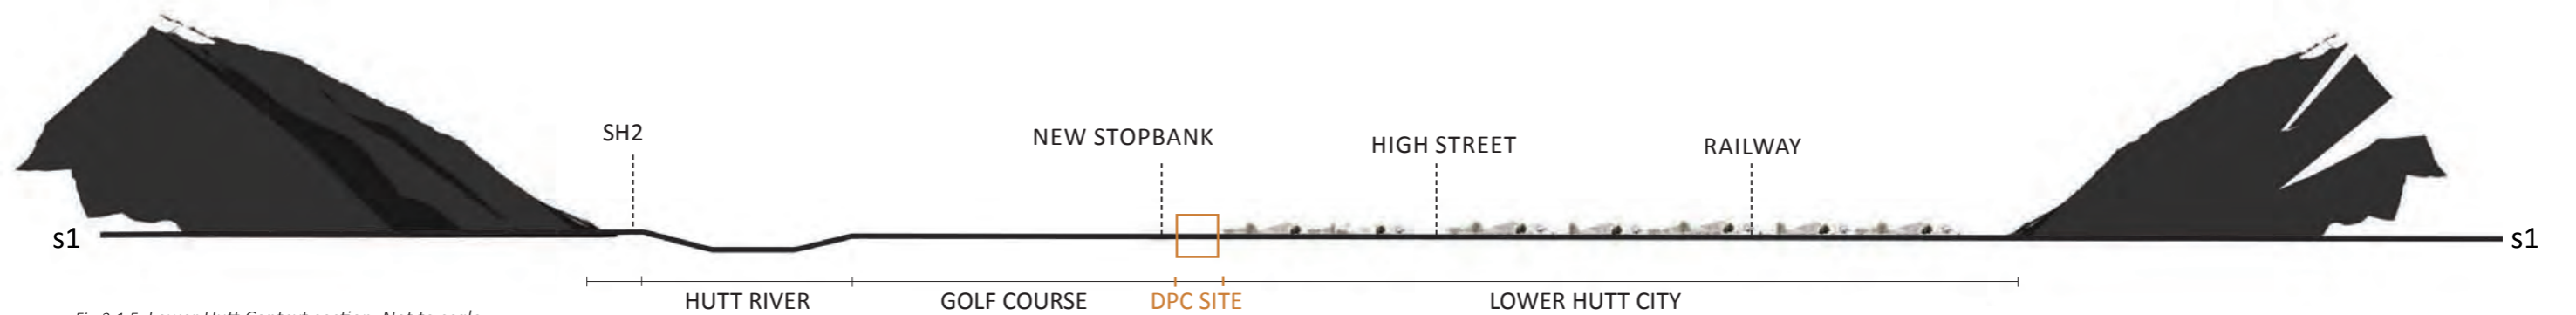 SH2
NEW STOPBANK
HIGH STREET
RAILWAY
s1
s1
HUTT RIVER
GOLF COURSE
DPC SITE
LOWER HUTT CITY